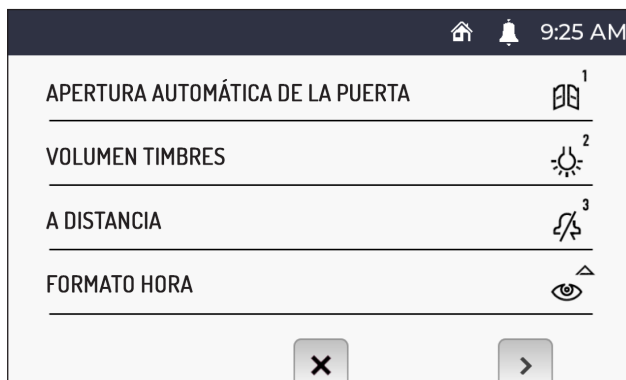 9:25 AM
APERTURA AUTOMÁTICA DE LA PUERTA 1
VOLUMEN TIMBRES 2
A DISTANCIA 3
FORMATO HORA